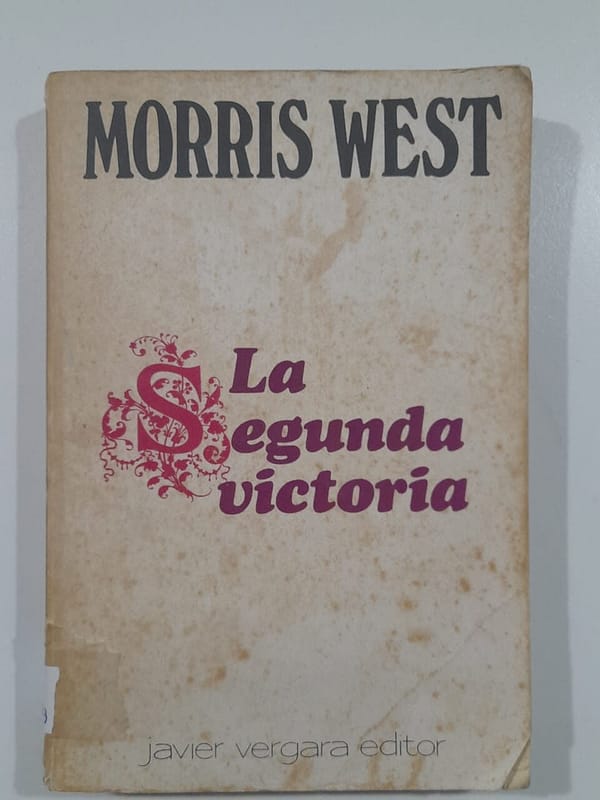 MORRIS WEST
La
Segunda
victoria
javier vergara editor